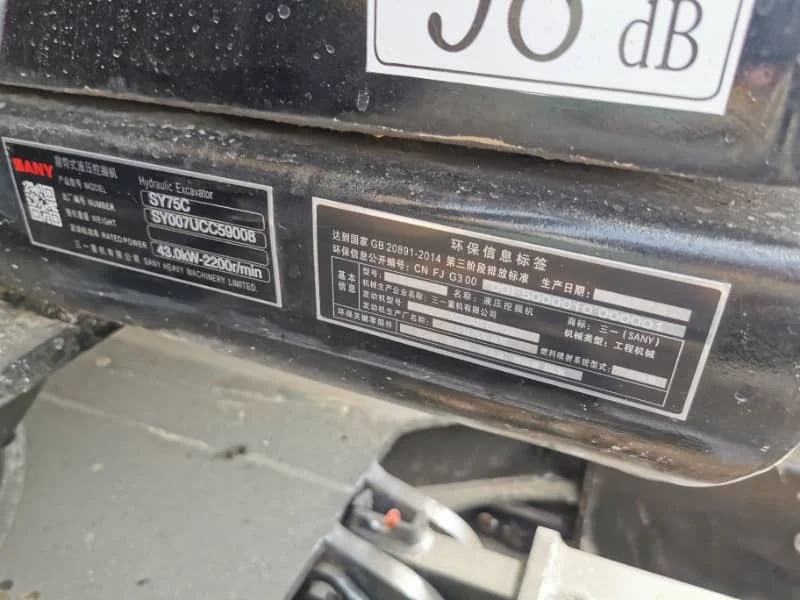 dB
SANY
履带式液压挖掘机
Hydraulic Excavator
产品型号 MODEL
SY75C
出厂编号 NUMBER
SY007UCC59008
整机重量 WEIGHT
发动机功率 RATED POWER
43.0kW-2200r/min
三一重机有限公司 SANY HEAVY MACHINERY LIMITED.
环保信息标签
达到国家 GB 20891-2014 第三阶段排放标准 生产日期:
环保信息公开编号: CN FJ G3 00
基本信息
型号:
名称: 液压挖掘机
商标: 三一(SANY)
机械生产企业名称: 三一重机有限公司
机械类型: 工程机械
发动机型号:
发动机生产厂名称:
环保关键零部件
燃料喷射系统型式: